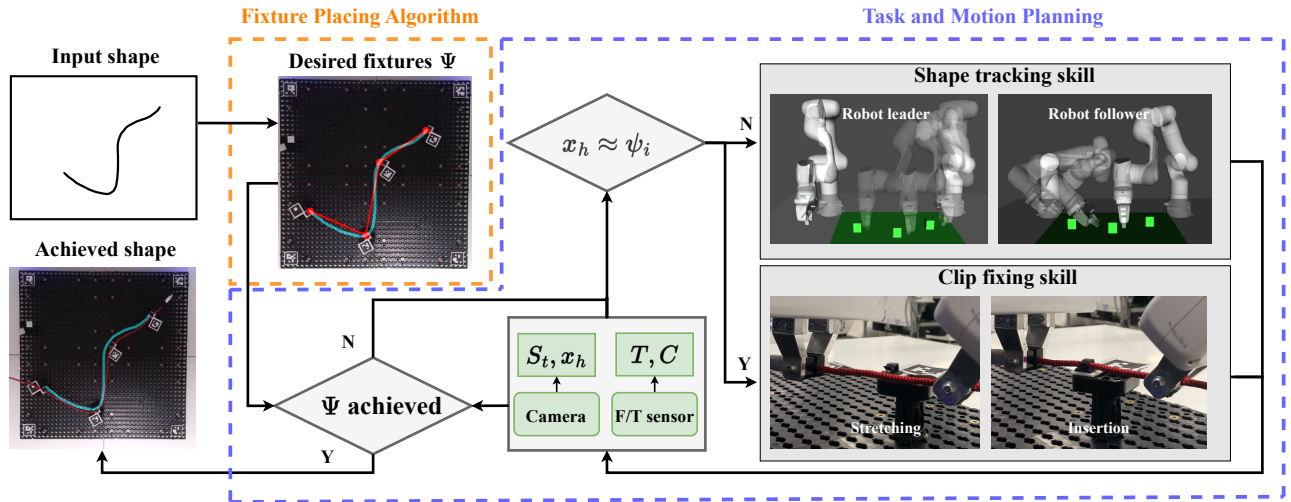 Fixture Placing Algorithm
Task and Motion Planning
Input shape
Desired fixtures Ψ
Shape tracking skill
Robot leader
Robot follower
x_h ≈ ψ_i
N
Y
Achieved shape
Clip fixing skill
Stretching
Insertion
N
S_t, x_h
T, C
Ψ achieved
Camera
F/T sensor
Y